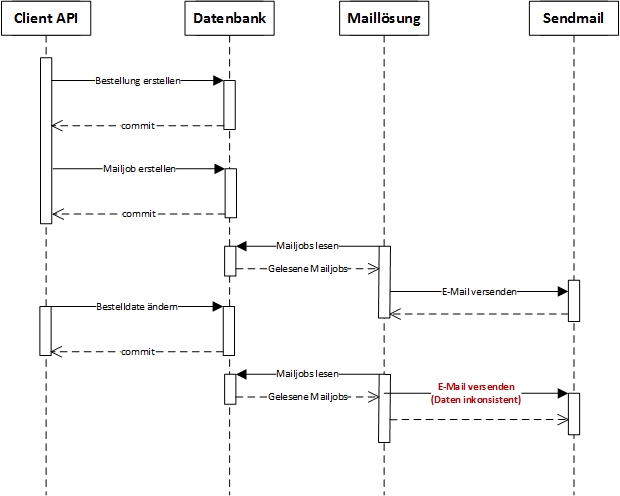 Client API
Datenbank
Maillösung
Sendmail
Bestellung erstellen
commit
Mailjob erstellen
commit
Mailjobs lesen
Gelesene Mailjobs
E-Mail versenden
Bestelldate ändern
commit
Mailjobs lesen
E-Mail versenden
(Daten inkonsistent)
Gelesene Mailjobs